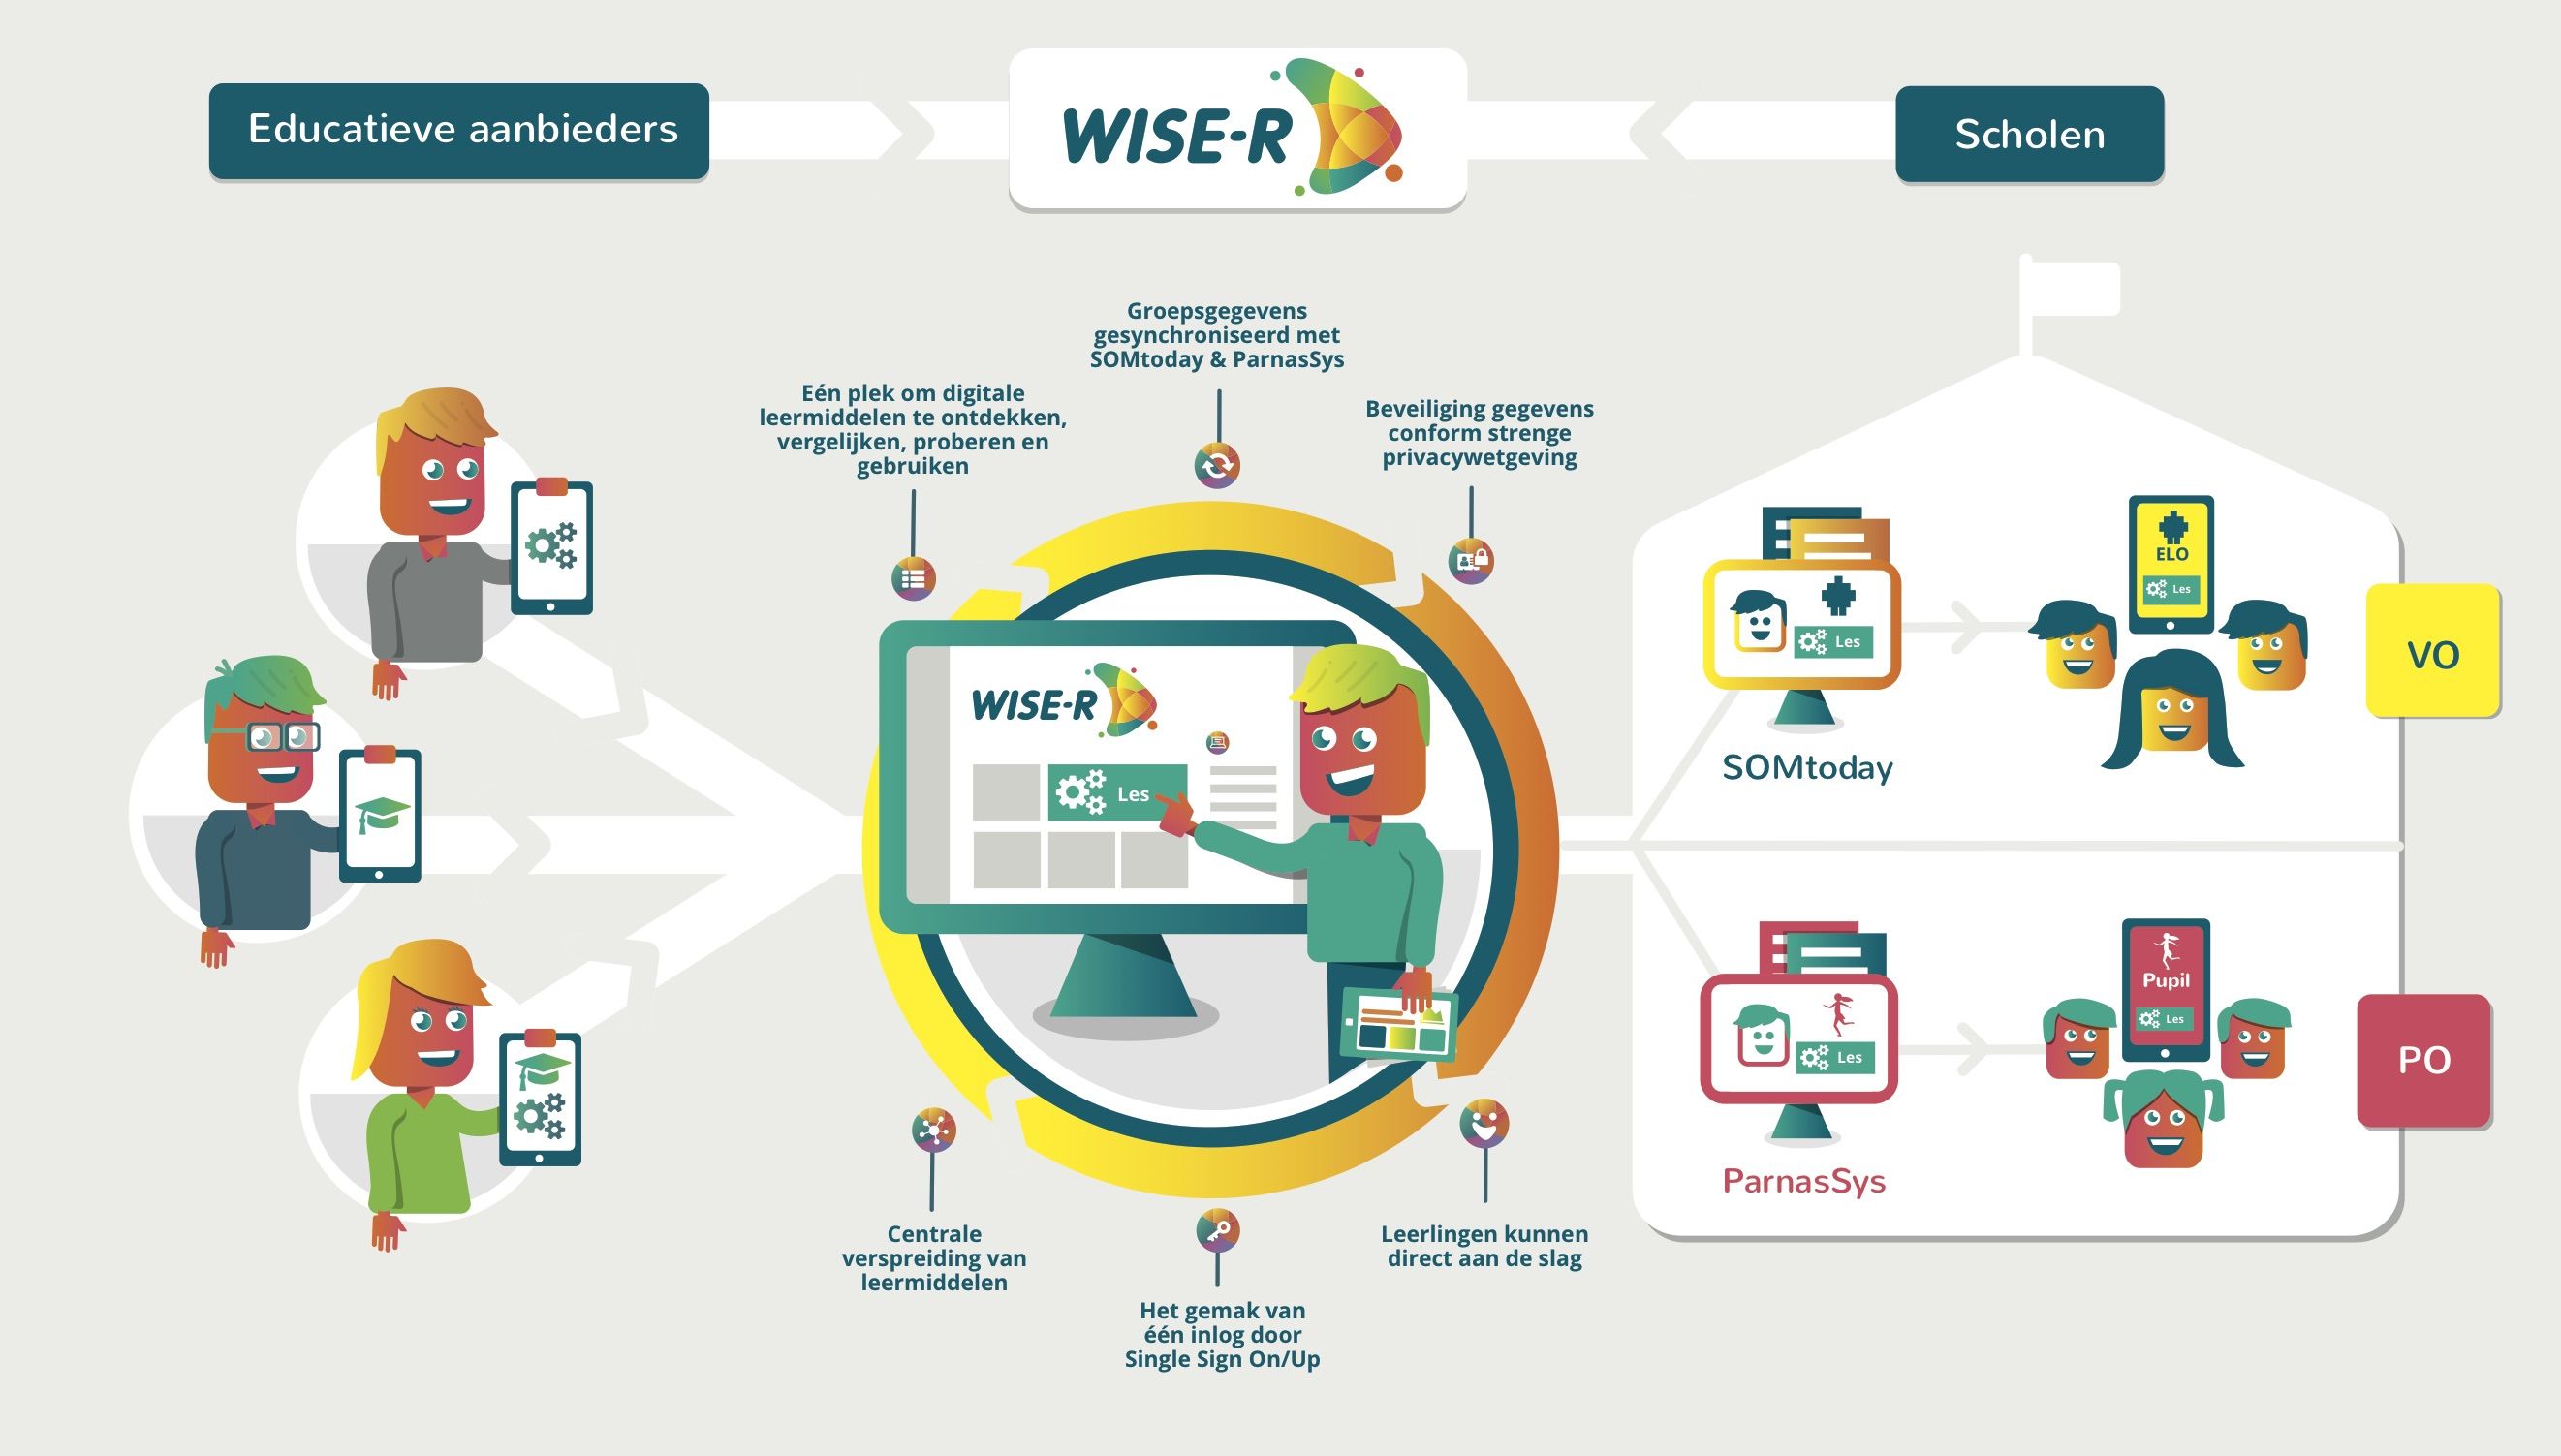 Educatieve aanbieders
WISE-R
Scholen
Groepsgegevens
gesynchroniseerd met
SOMtoday & ParnasSys
Eén plek om digitale
leermiddelen te ontdekken,
vergelijken, proberen en
gebruiken
Beveiliging gegevens
conform strenge
privacywetgeving
WISE-R
Les
Centrale
verspreiding van
leermiddelen
Het gemak van
één inlog door
Single Sign On/Up
Leerlingen kunnen
direct aan de slag
Les
SOMtoday
ELO
Les
VO
Les
ParnasSys
Pupil
Les
PO